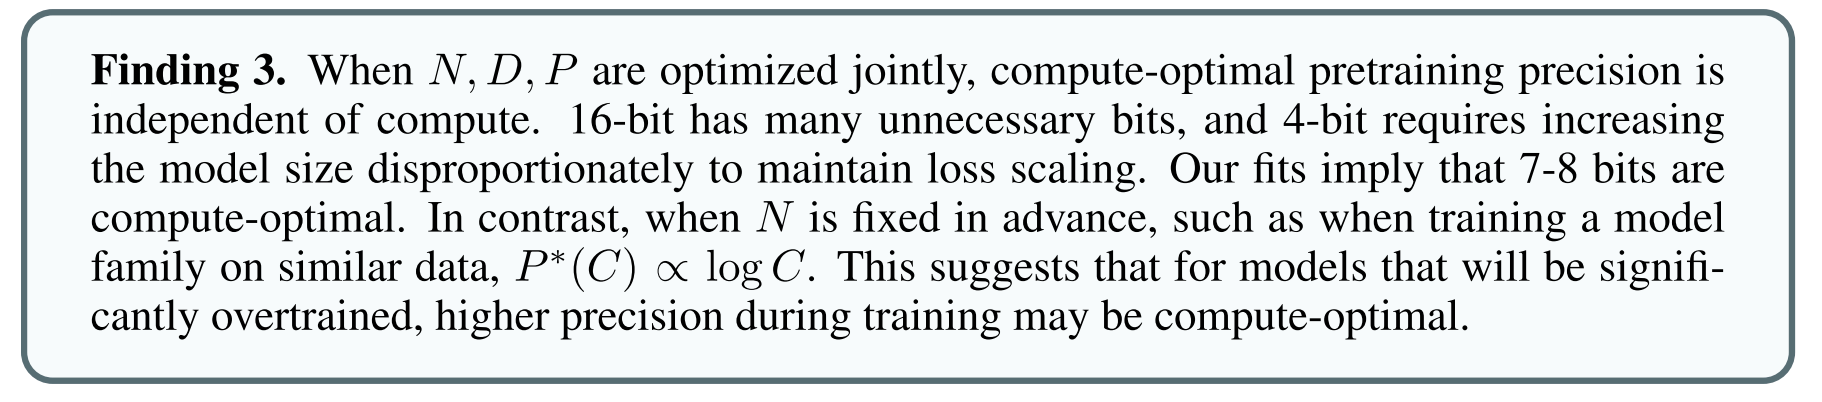 Finding 3. When N, D, P are optimized jointly, compute-optimal pretraining precision is
independent of compute. 16-bit has many unnecessary bits, and 4-bit requires increasing
the model size disproportionately to maintain loss scaling. Our fits imply that 7-8 bits are
compute-optimal. In contrast, when N is fixed in advance, such as when training a model
family on similar data, P*(C) ∝ log C. This suggests that for models that will be signifi-
cantly overtrained, higher precision during training may be compute-optimal.